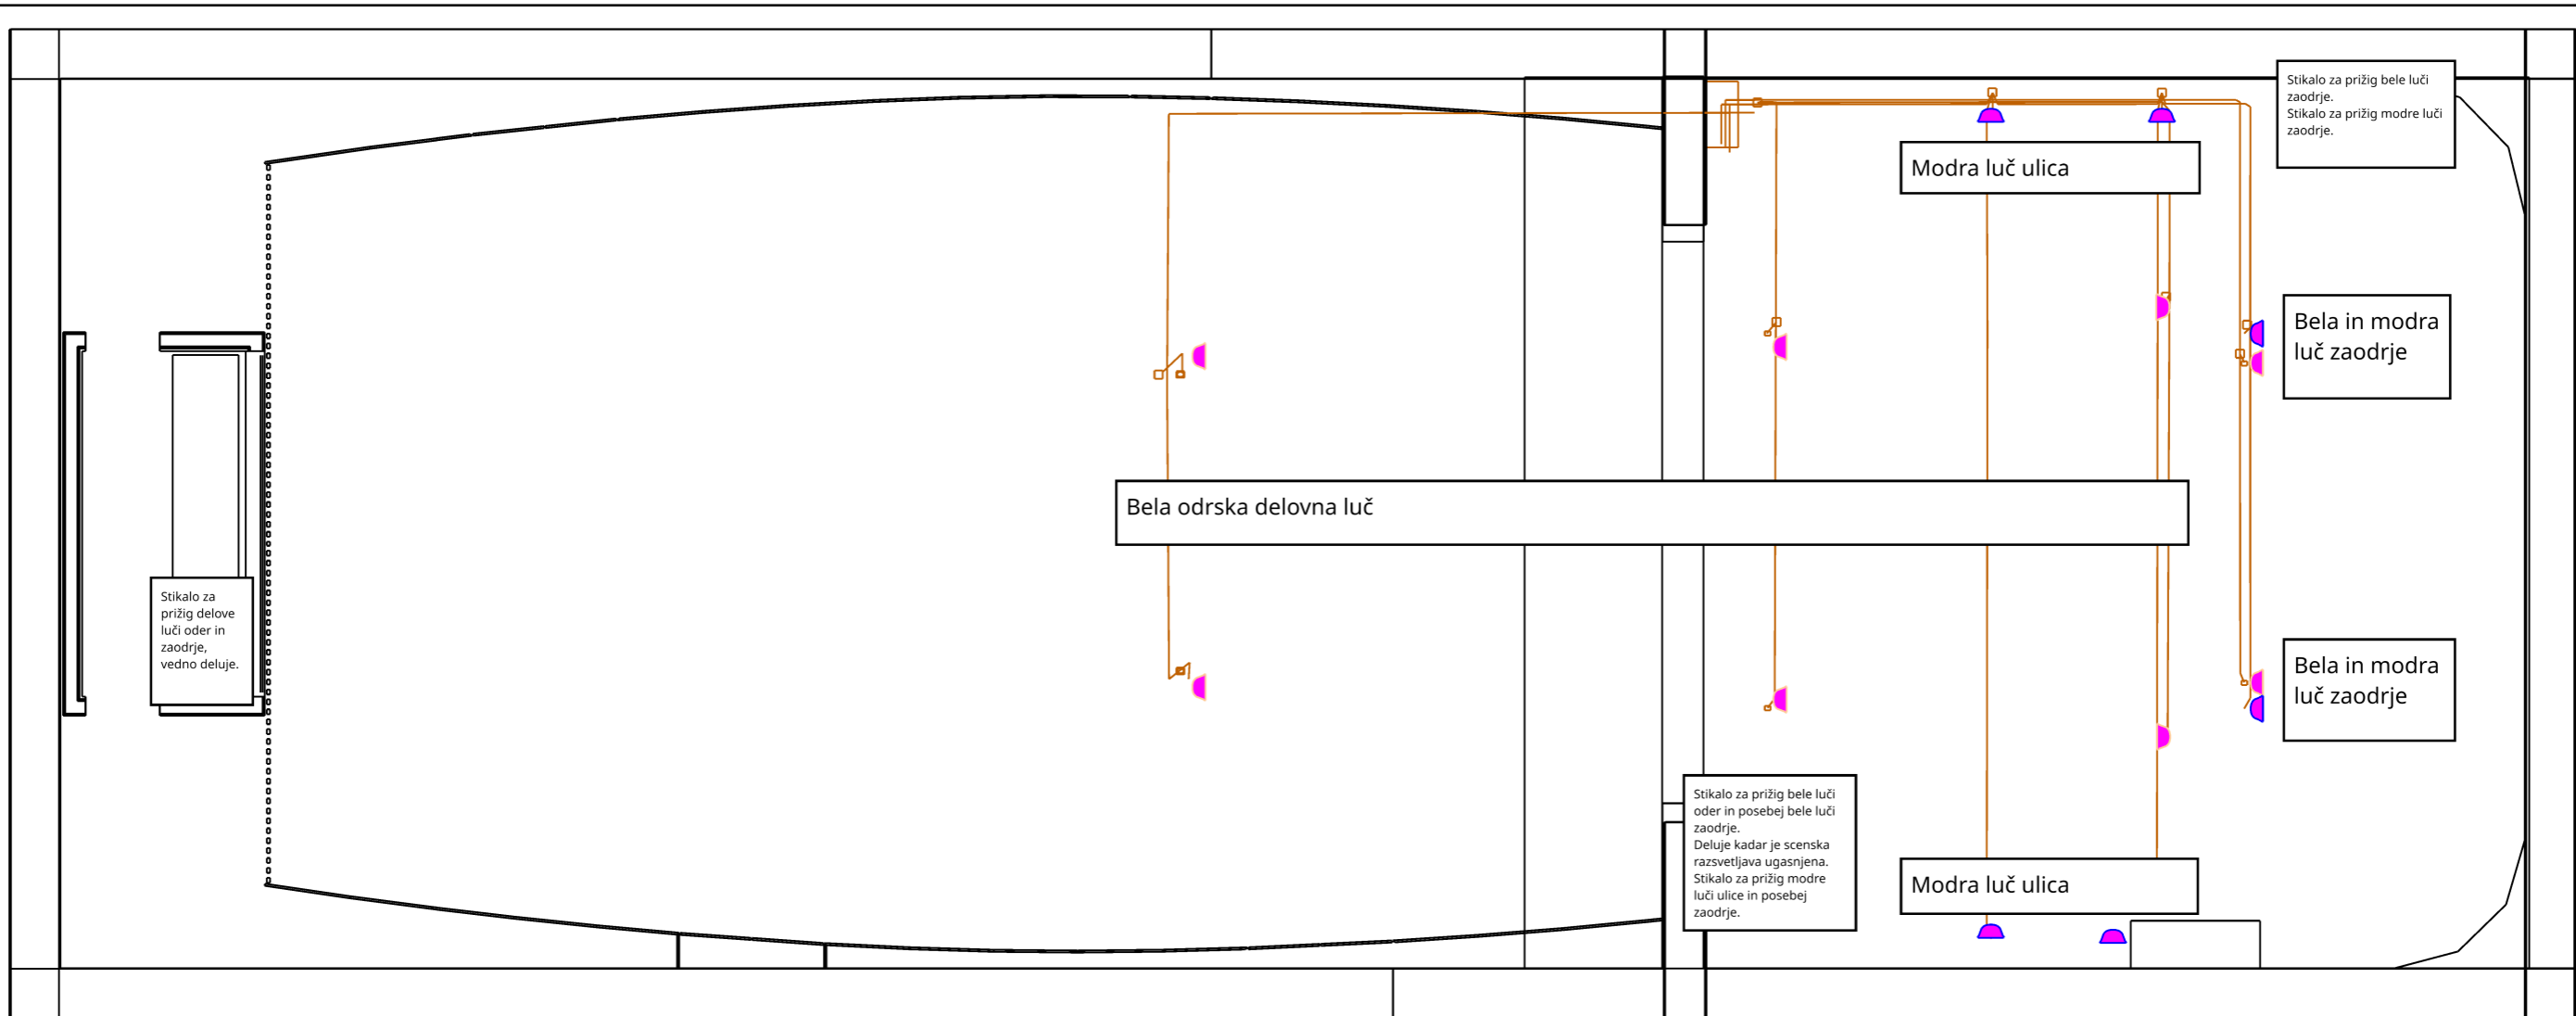 Stikalo za prižig bele luči
zaodrje.
Stikalo za prižig modre luči
zaodrje.
Modra luč ulica
Bela in modra
luč zaodrje
Bela odrska delovna luč
Stikalo za
prižig delove
luči oder in
zaodrje,
vedno deluje.
Bela in modra
luč zaodrje
Stikalo za prižig bele luči
oder in posebej bele luči
zaodrje.
Deluje kadar je scenska
razsvetljava ugasnjena.
Stikalo za prižig modre
luči ulice in posebej
zaodrje.
Modra luč ulica